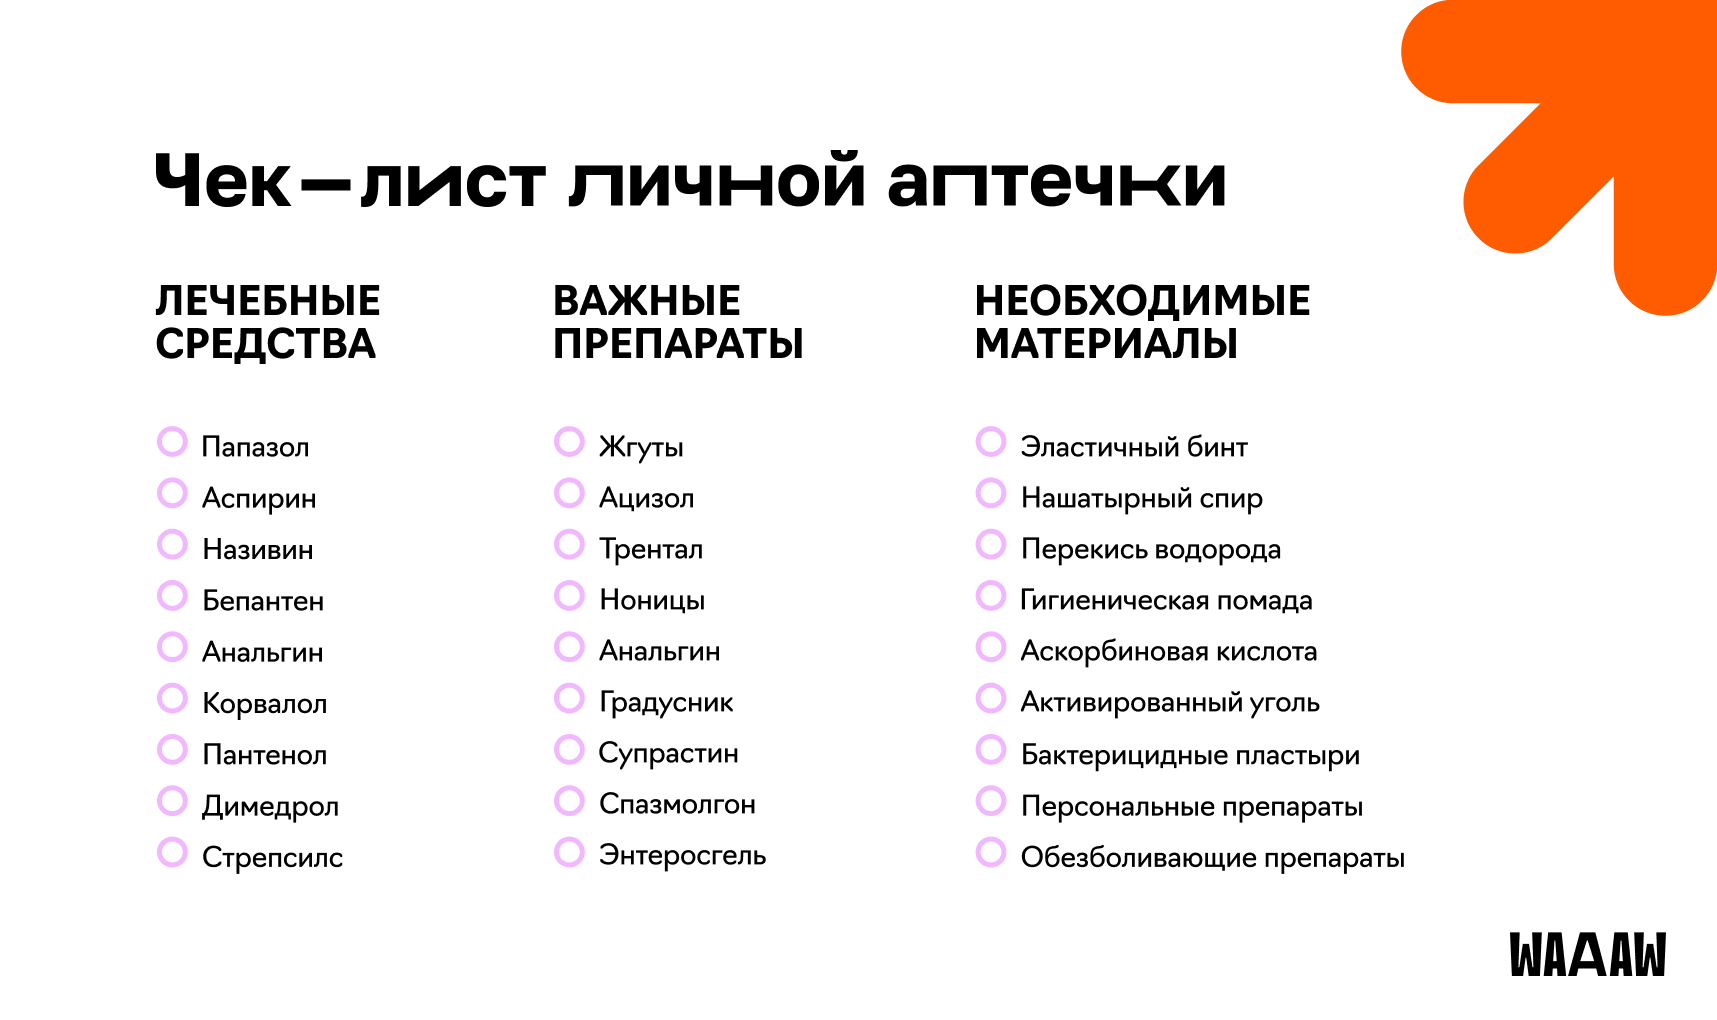 Чек–лист личной аптечки
ЛЕЧЕБНЫЕ
СРЕДСТВА
Папазол
Аспирин
Називин
Бепантен
Анальгин
Корвалол
Пантенол
Димедрол
Стрепсилс
ВАЖНЫЕ
ПРЕПАРАТЫ
Жгуты
Ацизол
Трентал
Ноницы
Анальгин
Градусник
Супрастин
Спазмолгон
Энтеросгель
НЕОБХОДИМЫЕ
МАТЕРИАЛЫ
Эластичный бинт
Нашатырный спир
Перекись водорода
Гигиеническая помада
Аскорбиновая кислота
Активированный уголь
Бактерицидные пластыри
Персональные препараты
Обезболивающие препараты
WAAAW